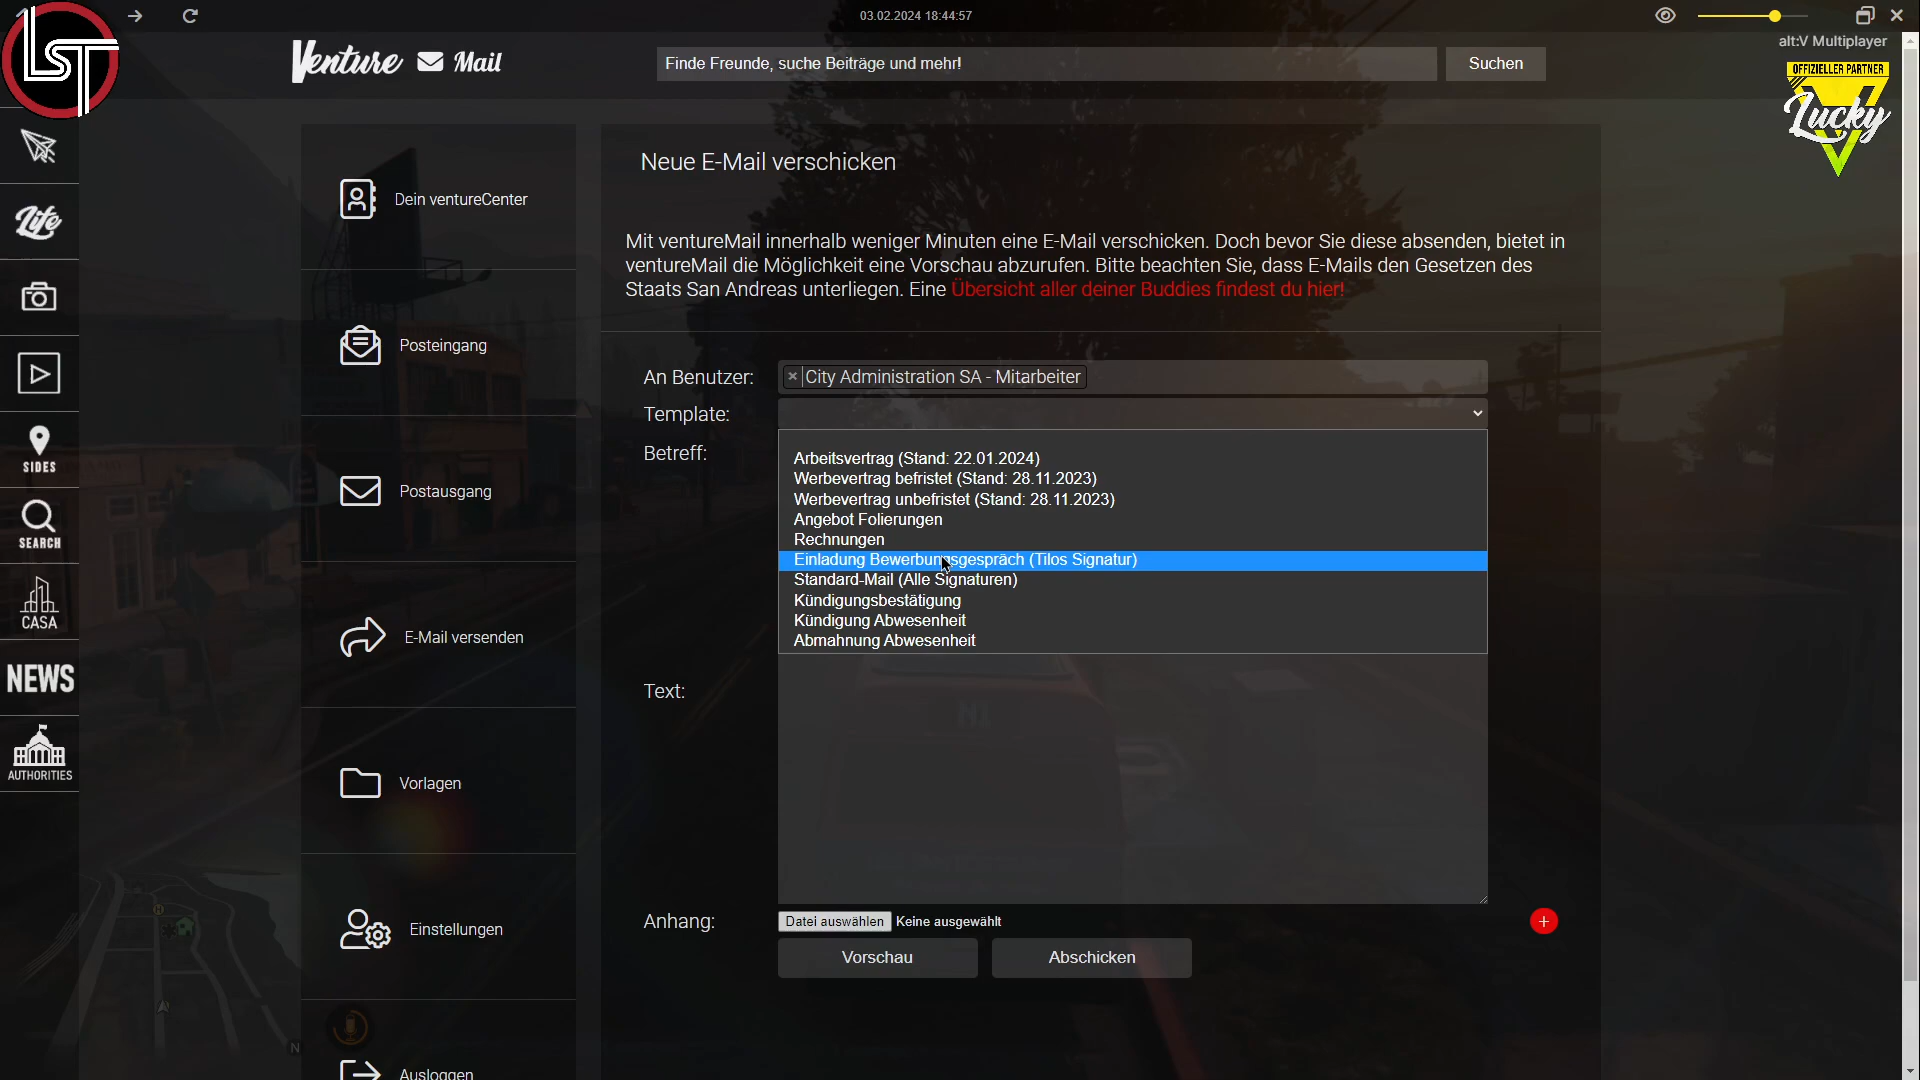 03.02.2024 18:44:57
LST
alt:V Multiplayer
Venture Mail
Finde Freunde, suche Beiträge und mehr!
Suchen
OFFIZIELLER PARTNER
Lucky
V
Life
SIDES
SEARCH
CASA
NEWS
AUTHORITIES
Dein ventureCenter
Posteingang
Postausgang
E-Mail versenden
Vorlagen
Einstellungen
Ausloggen
Neue E-Mail verschicken
Mit ventureMail innerhalb weniger Minuten eine E-Mail verschicken. Doch bevor Sie diese absenden, bietet in
ventureMail die Möglichkeit eine Vorschau abzurufen. Bitte beachten Sie, dass E-Mails den Gesetzen des
Staats San Andreas unterliegen. Eine Übersicht aller deiner Buddies findest du hier!
An Benutzer:
× City Administration SA - Mitarbeiter
Template:
Betreff:
Arbeitsvertrag (Stand: 22.01.2024)
Werbevertrag befristet (Stand: 28.11.2023)
Werbevertrag unbefristet (Stand: 28.11.2023)
Angebot Folierungen
Rechnungen
Einladung Bewerbungsgespräch (Tilos Signatur)
Standard-Mail (Alle Signaturen)
Kündigungsbestätigung
Kündigung Abwesenheit
Abmahnung Abwesenheit
Text:
Anhang:
Datei auswählen Keine ausgewählt
+
Vorschau
Abschicken
N